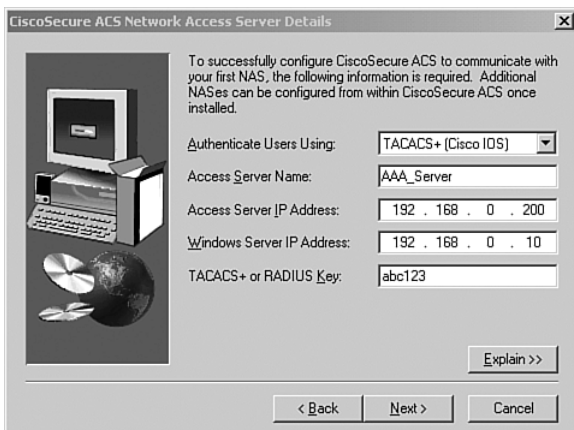 CiscoSecure ACS Network Access Server Details
To successfully configure CiscoSecure ACS to communicate with
your first NAS, the following information is required. Additional
NASes can be configured from within CiscoSecure ACS once
installed.
Authenticate Users Using: TACACS+ (Cisco IOS)
Access Server Name: AAA_Server
Access Server IP Address: 192 . 168 . 0 . 200
Windows Server IP Address: 192 . 168 . 0 . 10
TACACS+ or RADIUS Key: abc123
Explain >>
< Back Next > Cancel